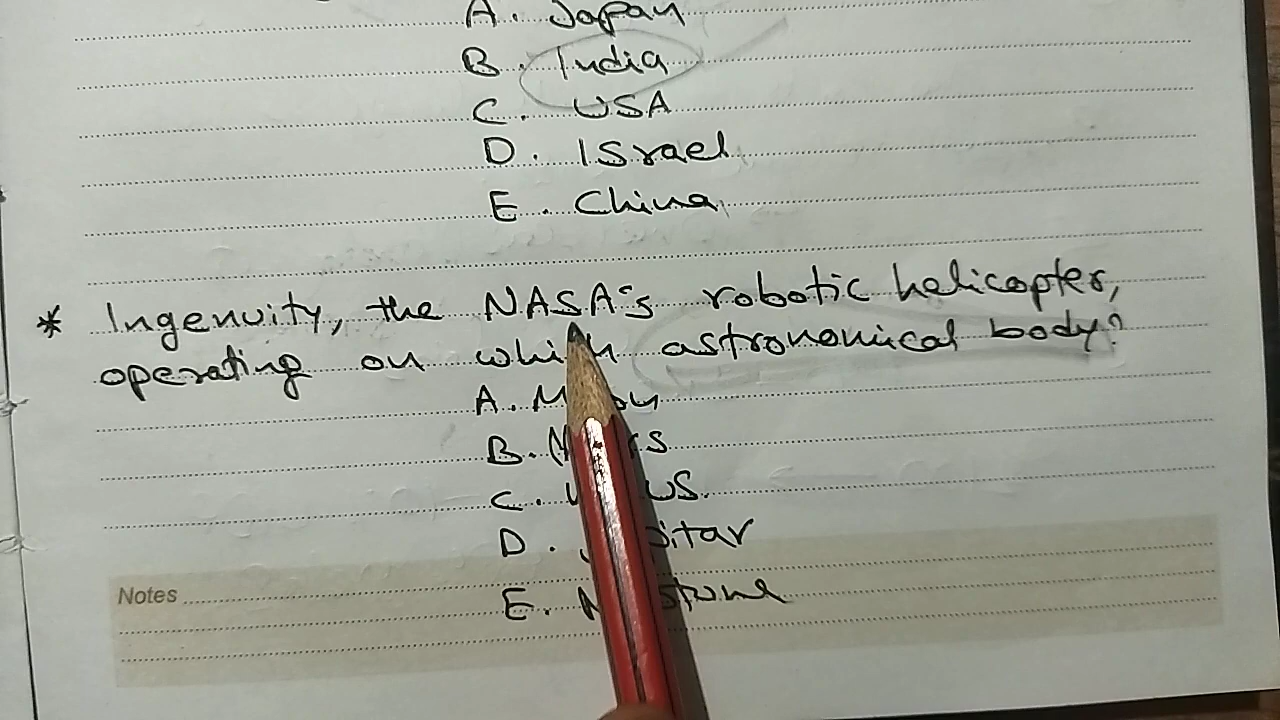 A. Japan
B. India
C. USA
D. Israel
E. China
* Ingenuity, the NASA's robotic helicopter,
operating on which astronomical body?
A.
B.
C.
D.
E.
Notes